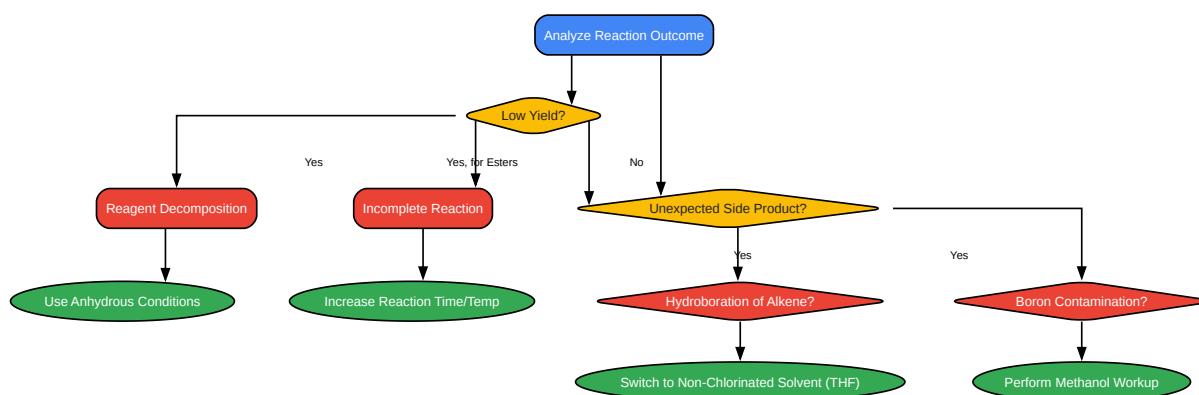 Analyze Reaction Outcome
Low Yield?
Yes
Yes, for Esters
No
Reagent Decomposition
Incomplete Reaction
Unexpected Side Product?
Yes
Yes
Use Anhydrous Conditions
Increase Reaction Time/Temp
Hydroboration of Alkene?
Boron Contamination?
Switch to Non-Chlorinated Solvent (THF)
Perform Methanol Workup